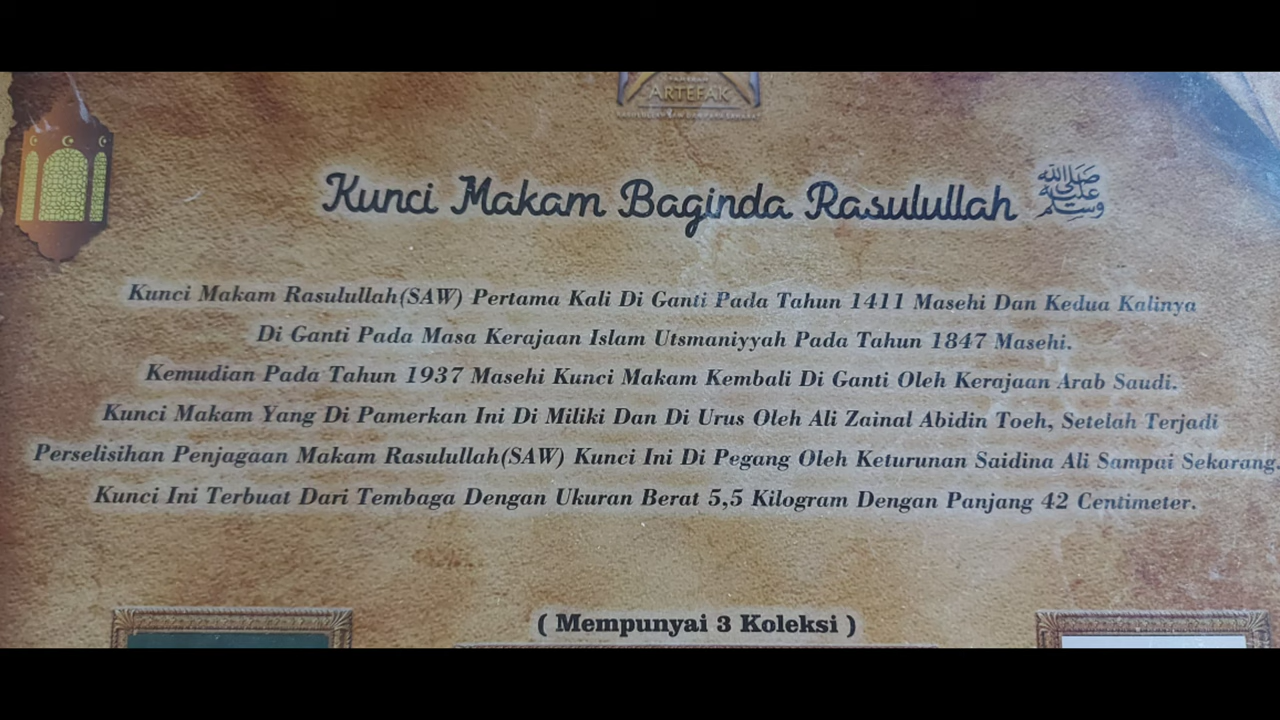 ARTEFAK
Kunci Makam Baginda Rasulullah ﷺ
Kunci Makam Rasulullah(SAW) Pertama Kali Di Ganti Pada Tahun 1411 Masehi Dan Kedua Kalinya
Di Ganti Pada Masa Kerajaan Islam Utsmaniyyah Pada Tahun 1847 Masehi.
Kemudian Pada Tahun 1937 Masehi Kunci Makam Kembali Di Ganti Oleh Kerajaan Arab Saudi.
Kunci Makam Yang Di Pamerkan Ini Di Miliki Dan Di Urus Oleh Ali Zainal Abidin Toeh, Setelah Terjadi
Perselisihan Penjagaan Makam Rasulullah(SAW) Kunci Ini Di Pegang Oleh Keturunan Saidina Ali Sampai Sekarang.
Kunci Ini Terbuat Dari Tembaga Dengan Ukuran Berat 5,5 Kilogram Dengan Panjang 42 Centimeter.
( Mempunyai 3 Koleksi )